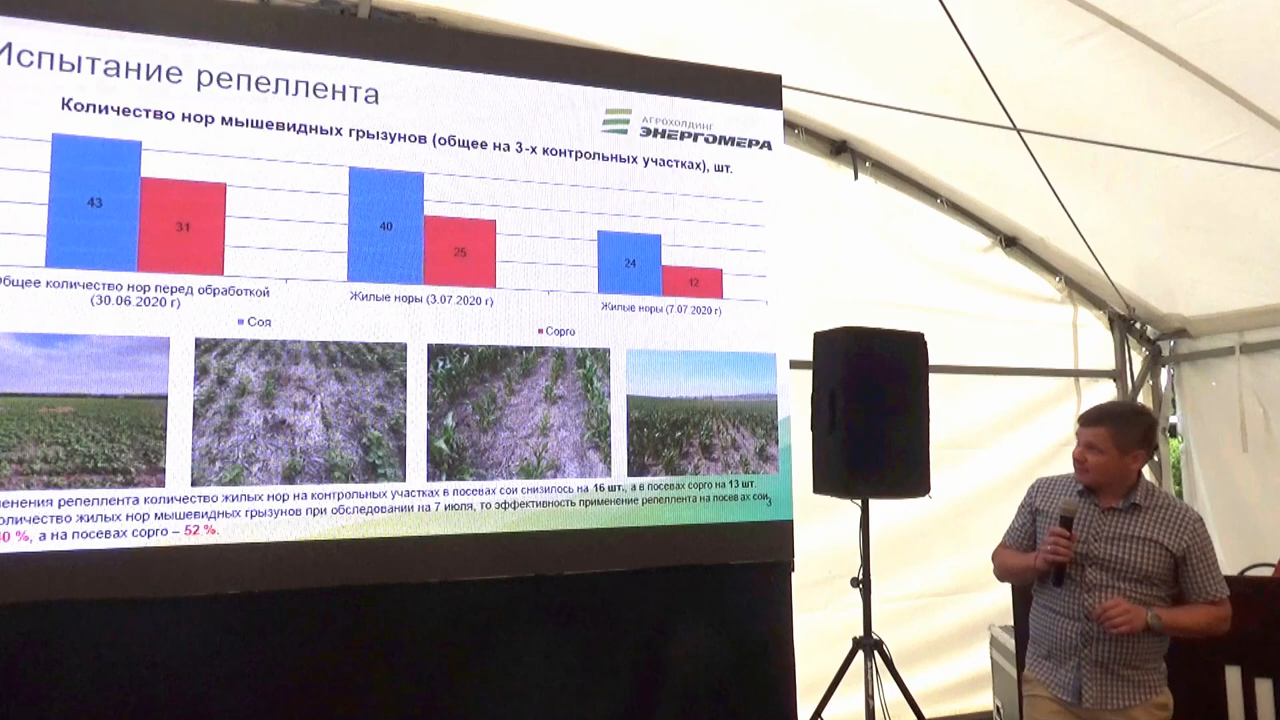 Испытание репеллента
АГРОХОЛДИНГ
ЭНЕРГОМЕРА
Количество нор мышевидных грызунов (общее на 3-х контрольных участках), шт.
43
31
40
25
24
12
Общее количество нор перед обработкой
(30.06.2020 г)
Жилые норы (3.07.2020 г)
Жилые норы (7.07.2020 г)
Соя
Сорго
репеллента количество жилых нор на контрольных участках в посевах сои снизилось на 16 шт., а в посевах сорго на 13 шт.
количество жилых нор мышевидных грызунов при обследовании на 7 июля, то эффективность применение репеллента на посевах сои
%, а на посевах сорго – 52 %.
3